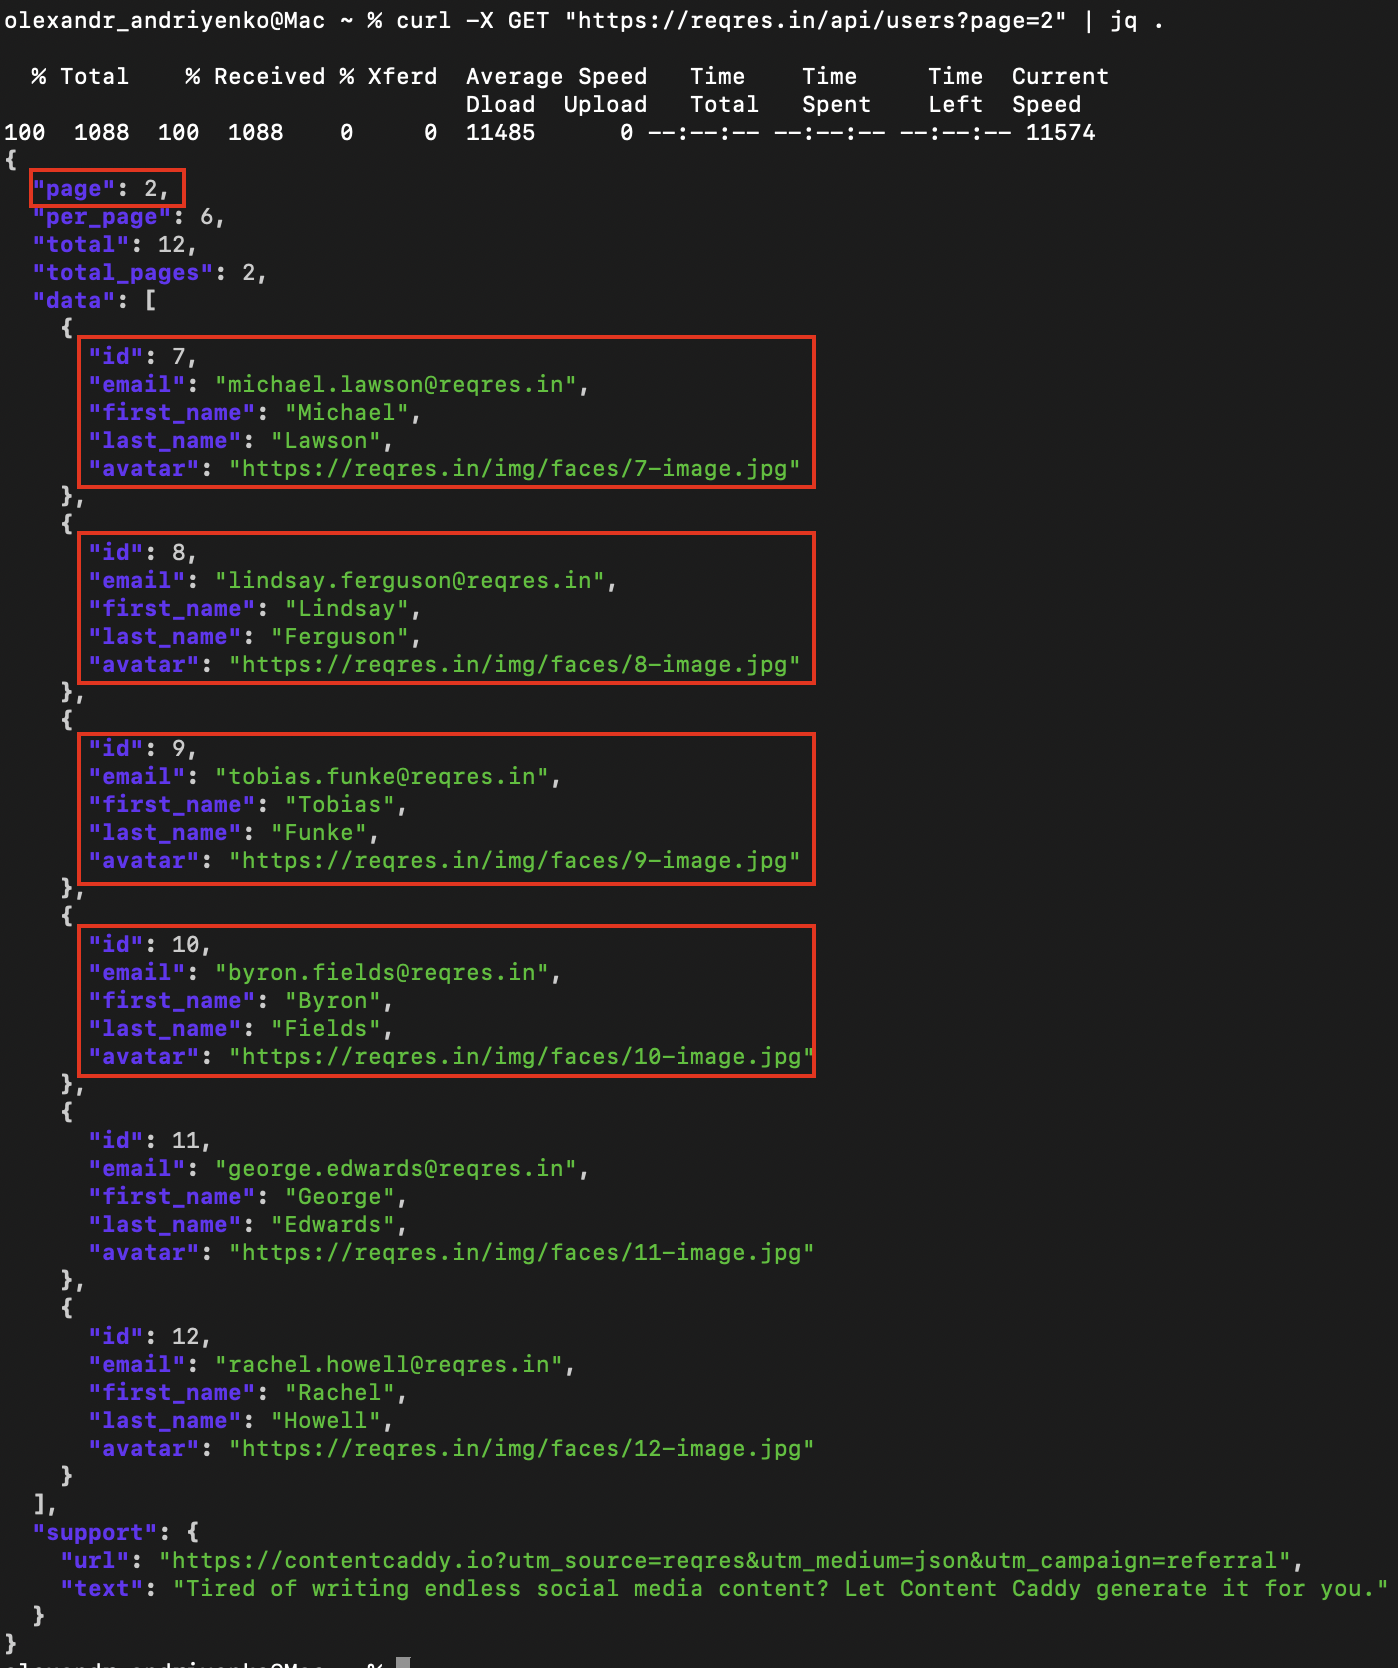 olexandr_andriyenko@Mac ~ % curl -X GET "https://reqres.in/api/users?page=2" | jq .
  % Total    % Received % Xferd  Average Speed   Time   Time     Time  Current
                                 Dload  Upload   Total   Spent    Left  Speed
100  1088  100  1088    0     0  11485      0 --:--:-- --:--:-- --:--:-- 11574
{
  "page": 2,
  "per_page": 6,
  "total": 12,
  "total_pages": 2,
  "data": [
    {
      "id": 7,
      "email": "michael.lawson@reqres.in",
      "first_name": "Michael",
      "last_name": "Lawson",
      "avatar": "https://reqres.in/img/faces/7-image.jpg"
    },
    {
      "id": 8,
      "email": "lindsay.ferguson@reqres.in",
      "first_name": "Lindsay",
      "last_name": "Ferguson",
      "avatar": "https://reqres.in/img/faces/8-image.jpg"
    },
    {
      "id": 9,
      "email": "tobias.funke@reqres.in",
      "first_name": "Tobias",
      "last_name": "Funke",
      "avatar": "https://reqres.in/img/faces/9-image.jpg"
    },
    {
      "id": 10,
      "email": "byron.fields@reqres.in",
      "first_name": "Byron",
      "last_name": "Fields",
      "avatar": "https://reqres.in/img/faces/10-image.jpg"
    },
    {
      "id": 11,
      "email": "george.edwards@reqres.in",
      "first_name": "George",
      "last_name": "Edwards",
      "avatar": "https://reqres.in/img/faces/11-image.jpg"
    },
    {
      "id": 12,
      "email": "rachel.howell@reqres.in",
      "first_name": "Rachel",
      "last_name": "Howell",
      "avatar": "https://reqres.in/img/faces/12-image.jpg"
    }
  ],
  "support": {
    "url": "https://contentcaddy.io?utm_source=reqres&utm_medium=json&utm_campaign=referral",
    "text": "Tired of writing endless social media content? Let Content Caddy generate it for you."
  }
}
olexandr_andriyenko@Mac ~ %